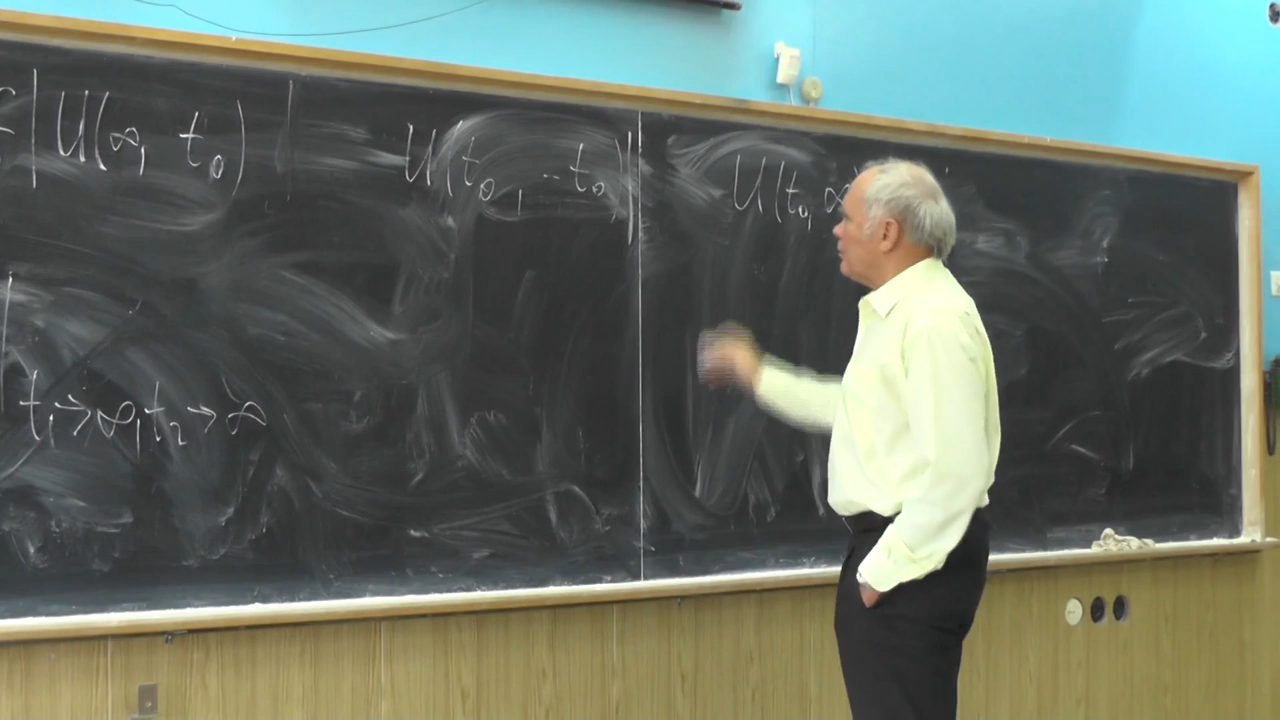 | U(∞, t₀) | U(t₀, ..t₀)‖ U(t₀, ∞
t₁→∞, t₂→∞